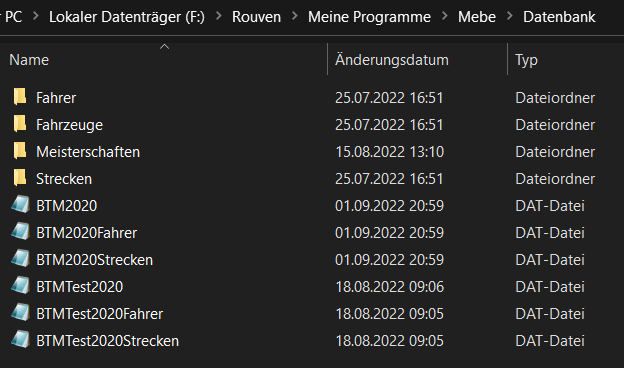 PC > Lokaler Datenträger (F:) > Rouven > Meine Programme > Mebe > Datenbank
Name Änderungsdatum Typ
Fahrer 25.07.2022 16:51 Dateiordner
Fahrzeuge 25.07.2022 16:51 Dateiordner
Meisterschaften 15.08.2022 13:10 Dateiordner
Strecken 25.07.2022 16:51 Dateiordner
BTM2020 01.09.2022 20:59 DAT-Datei
BTM2020Fahrer 01.09.2022 20:59 DAT-Datei
BTM2020Strecken 01.09.2022 20:59 DAT-Datei
BTMTest2020 18.08.2022 09:06 DAT-Datei
BTMTest2020Fahrer 18.08.2022 09:05 DAT-Datei
BTMTest2020Strecken 18.08.2022 09:05 DAT-Datei